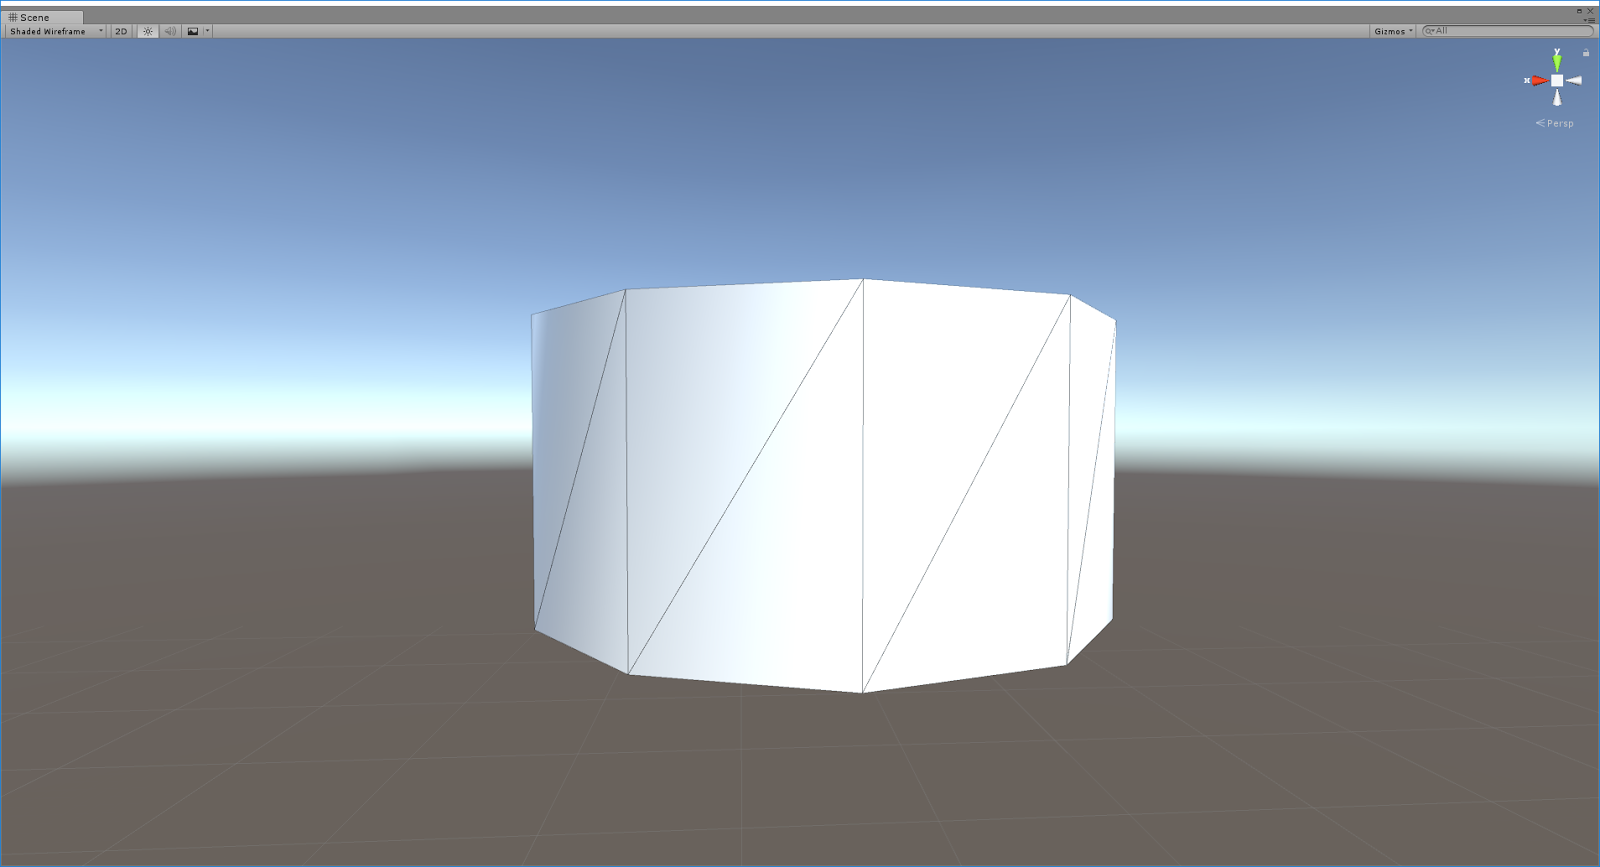 Scene
Shaded Wireframe 2D Gizmos All
y
x
Persp